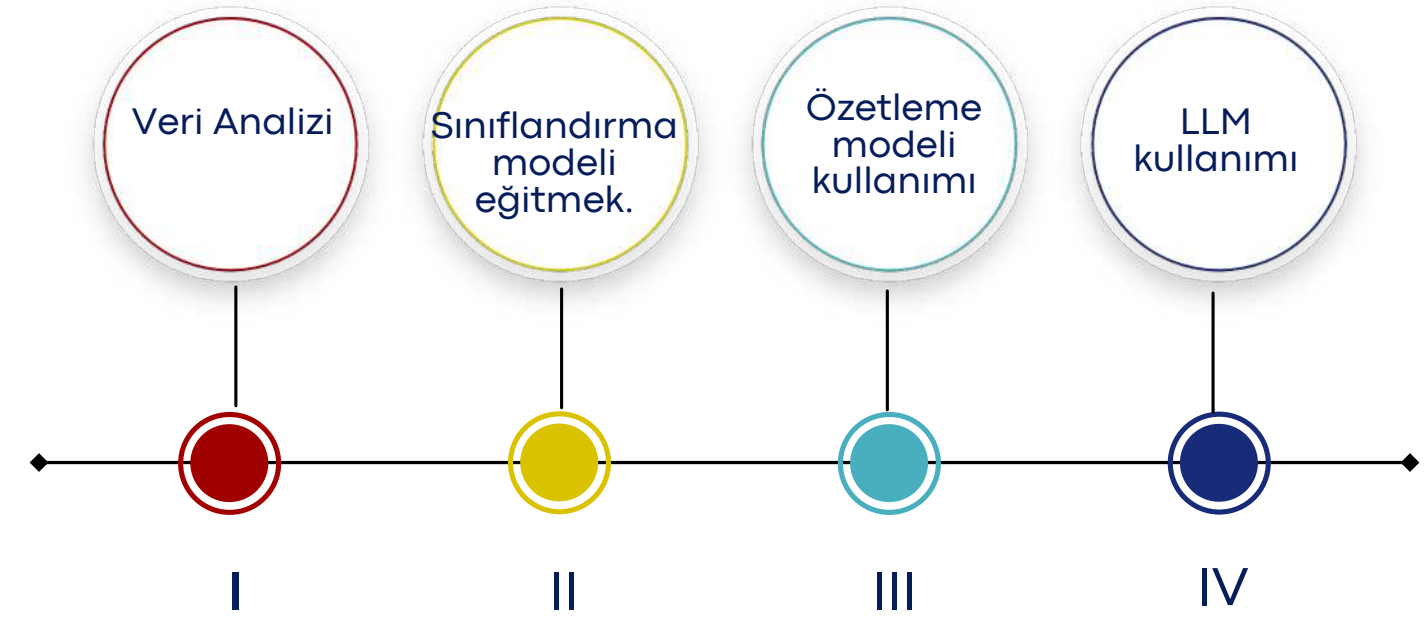 Veri Analizi
Sınıflandırma
modeli
eğitmek.
Özetleme
modeli
kullanımı
LLM
kullanımı
I
II
III
IV